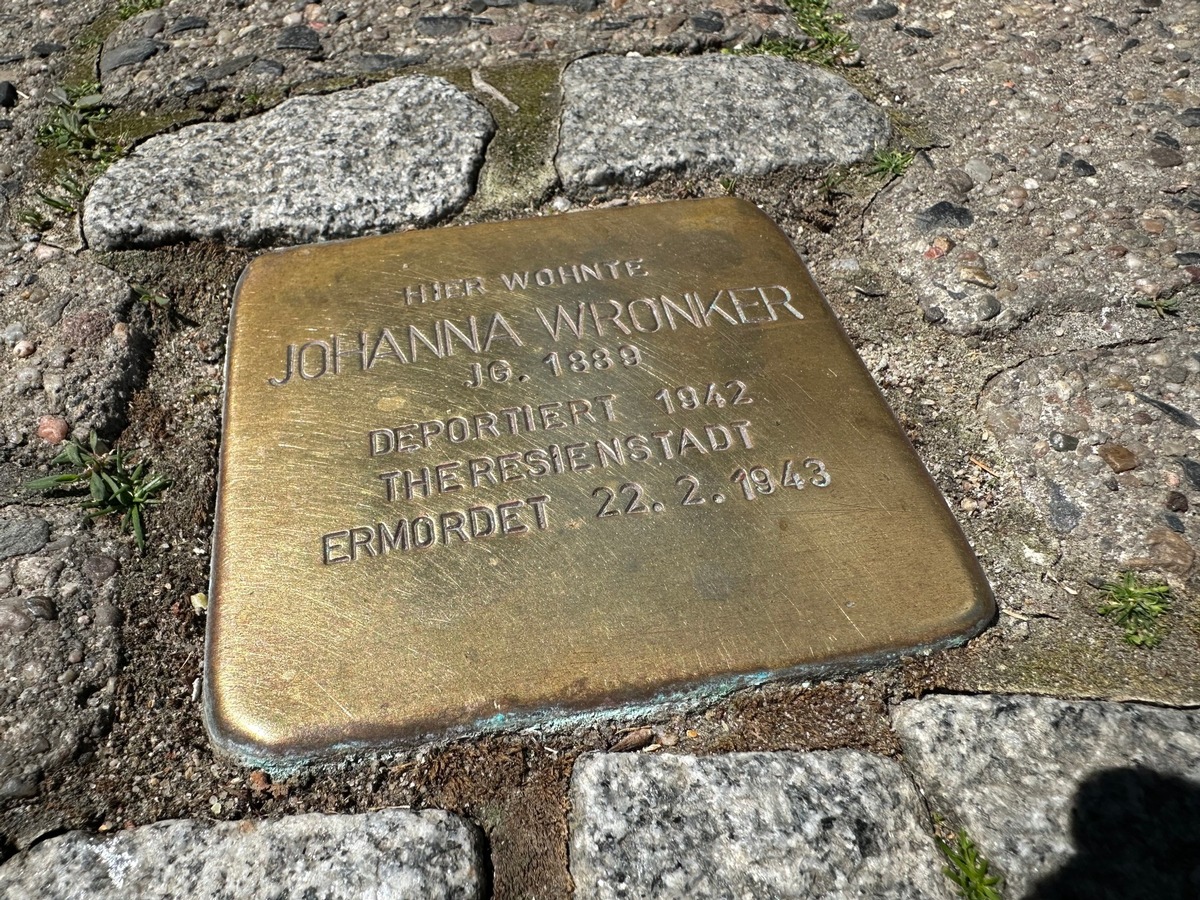 HIER WOHNTE
JOHANNA WRONKER
JG. 1889
DEPORTIERT 1942
THERESIENSTADT
ERMORDET 22.2.1943